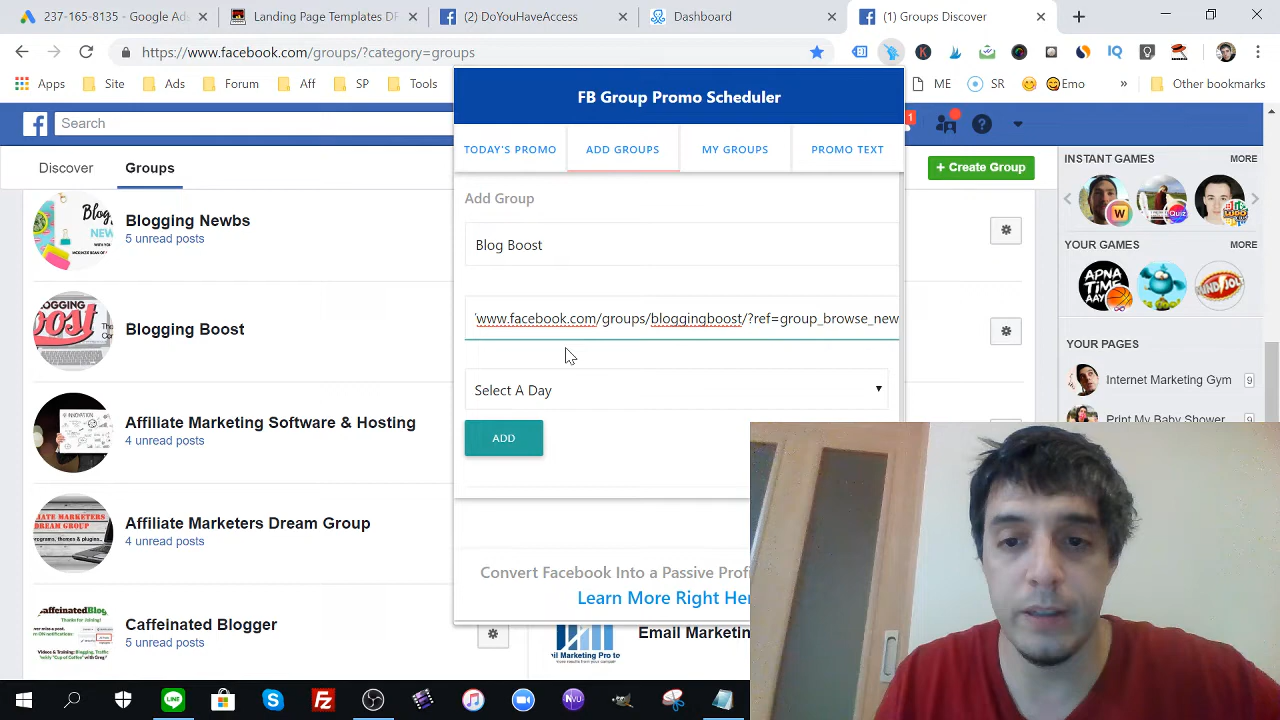 237-165-8135 - Google Ads
Landing Page Templates DF
(2) DoYouHaveAccess
Promo Scheduler
(1) Groups Discover
https://www.facebook.com/groups/?category=groups
Apps
Site
Forum
Aff
SP
Tools
ME
SR
Emo
»
Other bookmarks
FB Group Promo Scheduler
Search
1
TODAY'S PROMO
ADD GROUPS
MY GROUPS
PROMO TEXT
Discover
Groups
+ Create Group
INSTANT GAMES
MORE
Add Group
Blogging Newbs
5 unread posts
Blog Boost
YOUR GAMES
MORE
Blogging Boost
www.facebook.com/groups/bloggingboost/?ref=group_browse_new
YOUR PAGES
Internet Marketing Gym
9
Select A Day
Print My Baby Shower
9
Affiliate Marketing Software & Hosting
4 unread posts
ADD
Affiliate Marketers Dream Group
4 unread posts
Convert Facebook Into a Passive Prof
Learn More Right Her
Caffeinated Blogger
5 unread posts
Email Marketin